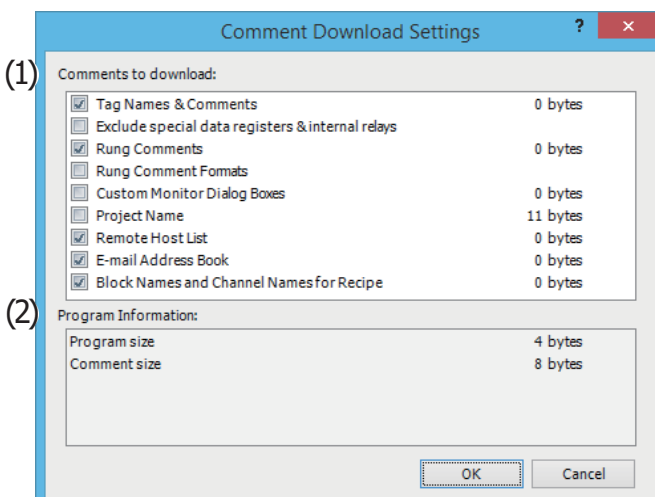 Comment Download Settings ? ×
(1) Comments to download:
Tag Names & Comments 0 bytes
Exclude special data registers & internal relays
Rung Comments 0 bytes
Rung Comment Formats
Custom Monitor Dialog Boxes 0 bytes
Project Name 11 bytes
Remote Host List 0 bytes
E-mail Address Book 0 bytes
Block Names and Channel Names for Recipe 0 bytes
(2) Program Information:
Program size 4 bytes
Comment size 8 bytes
OK Cancel